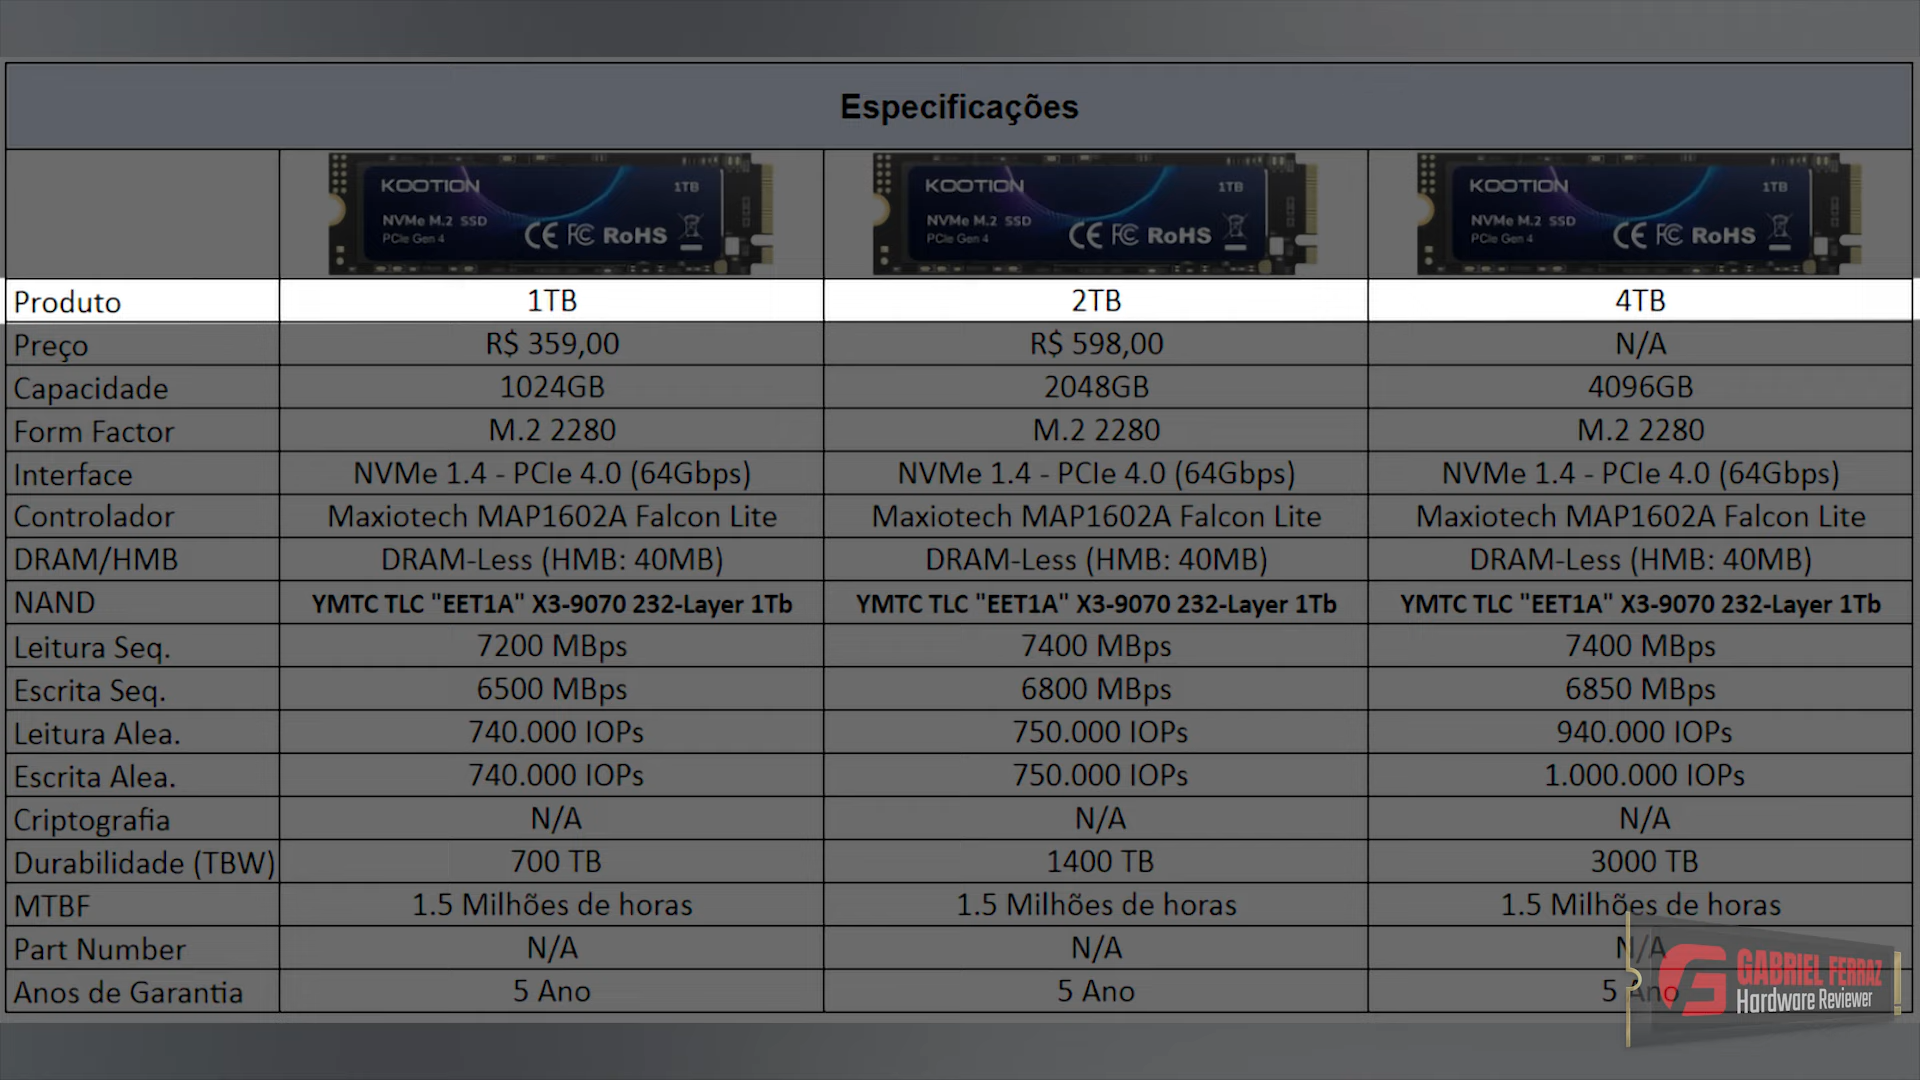 Especificações
KOOTION 1TB KOOTION 1TB KOOTION 1TB
NVMe M.2 SSD NVMe M.2 SSD NVMe M.2 SSD
PCIe Gen 4 CE FC RoHS PCIe Gen 4 CE FC RoHS PCIe Gen 4 CE FC RoHS
Produto 1TB 2TB 4TB
Preço R$ 359,00 R$ 598,00 N/A
Capacidade 1024GB 2048GB 4096GB
Form Factor M.2 2280 M.2 2280 M.2 2280
Interface NVMe 1.4 - PCIe 4.0 (64Gbps) NVMe 1.4 - PCIe 4.0 (64Gbps) NVMe 1.4 - PCIe 4.0 (64Gbps)
Controlador Maxiotech MAP1602A Falcon Lite Maxiotech MAP1602A Falcon Lite Maxiotech MAP1602A Falcon Lite
DRAM/HMB DRAM-Less (HMB: 40MB) DRAM-Less (HMB: 40MB) DRAM-Less (HMB: 40MB)
NAND YMTC TLC "EET1A" X3-9070 232-Layer 1Tb YMTC TLC "EET1A" X3-9070 232-Layer 1Tb YMTC TLC "EET1A" X3-9070 232-Layer 1Tb
Leitura Seq. 7200 MBps 7400 MBps 7400 MBps
Escrita Seq. 6500 MBps 6800 MBps 6850 MBps
Leitura Alea. 740.000 IOPs 750.000 IOPs 940.000 IOPs
Escrita Alea. 740.000 IOPs 750.000 IOPs 1.000.000 IOPs
Criptografia N/A N/A N/A
Durabilidade (TBW) 700 TB 1400 TB 3000 TB
MTBF 1.5 Milhões de horas 1.5 Milhões de horas 1.5 Milhões de horas
Part Number N/A N/A N/A
Anos de Garantia 5 Ano 5 Ano 5 Ano
GABRIEL FERRAZ
Hardware Reviewer